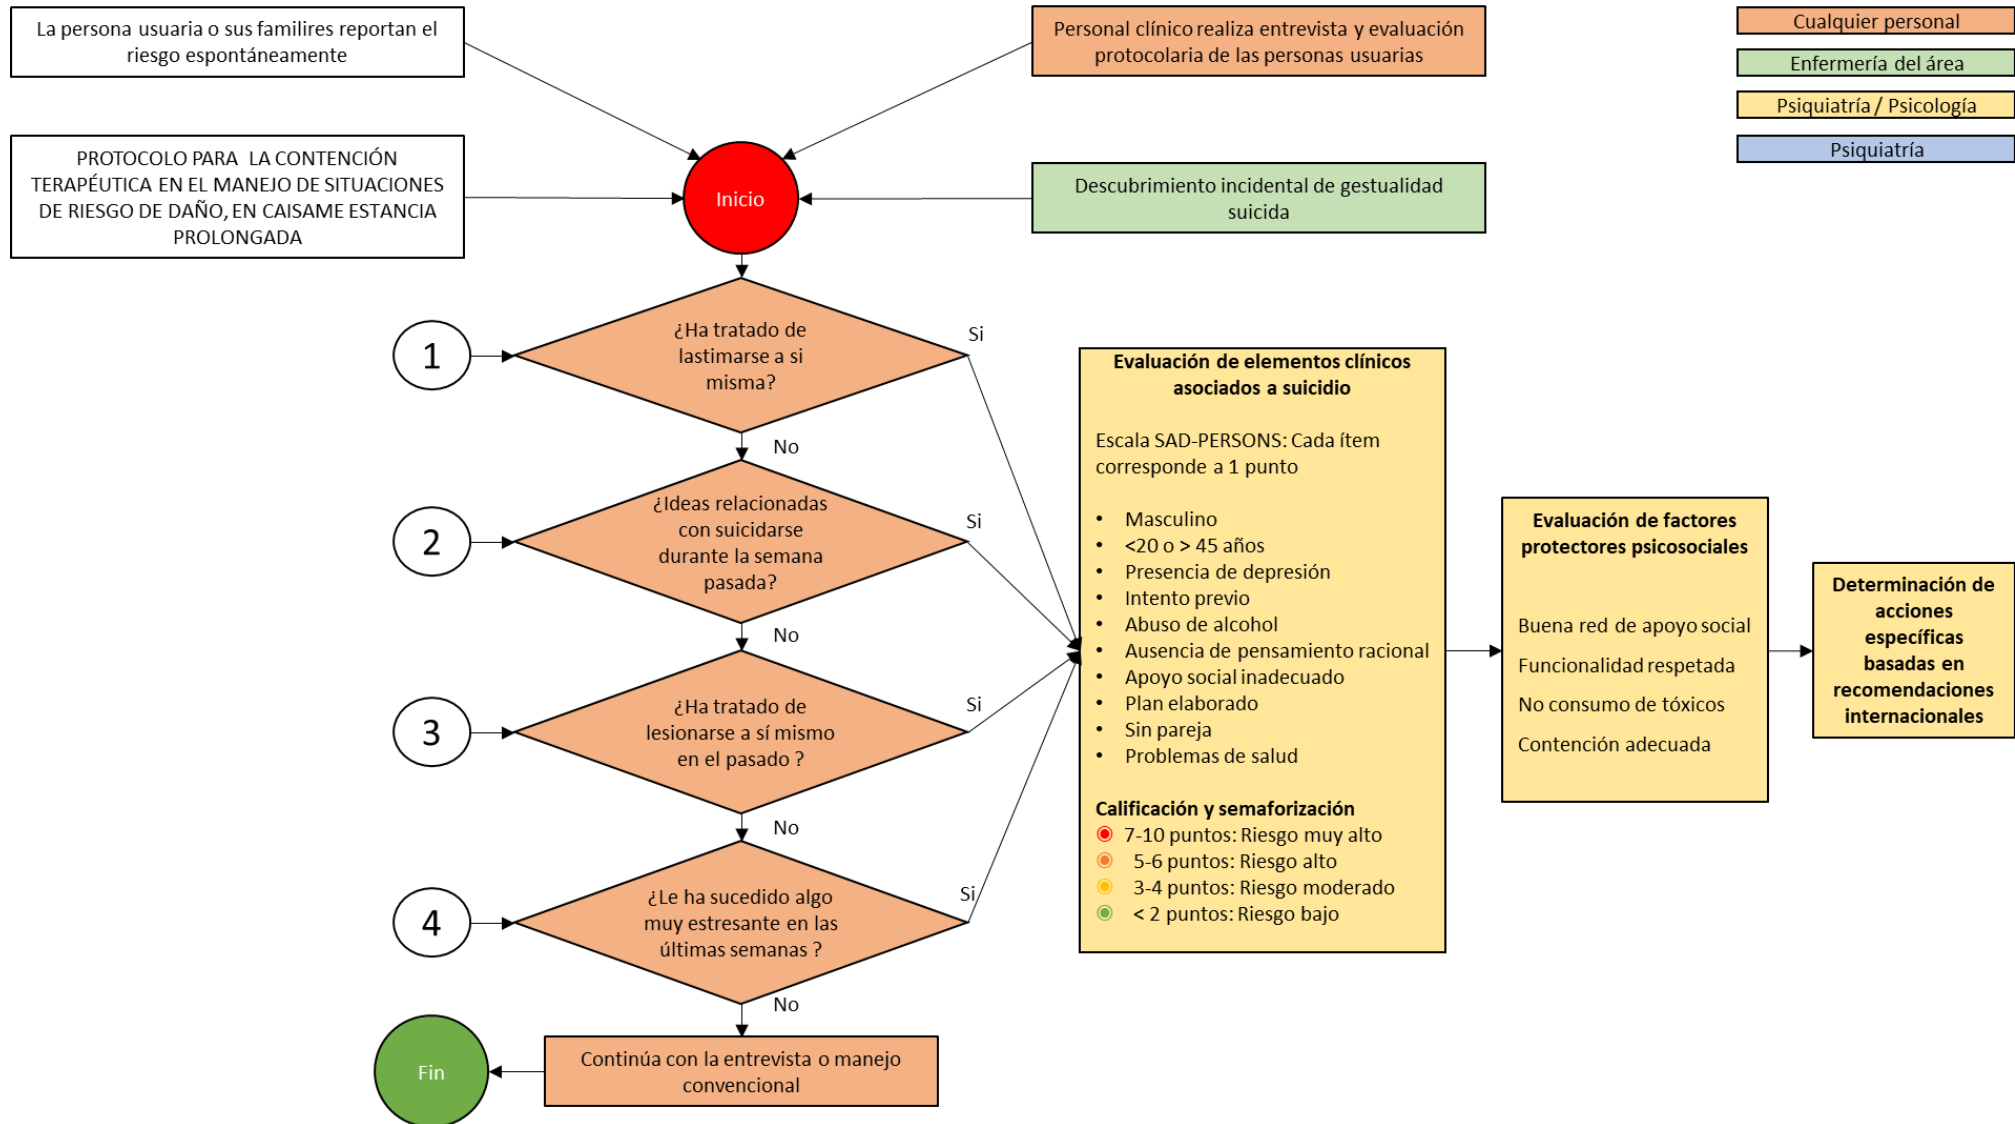 La persona usuaria o sus familires reportan el
riesgo espontáneamente
Personal clínico realiza entrevista y evaluación
protocolaria de las personas usuarias
Cualquier personal
Enfermería del área
Psiquiatría / Psicología
Psiquiatría
PROTOCOLO PARA LA CONTENCIÓN
TERAPÉUTICA EN EL MANEJO DE SITUACIONES
DE RIESGO DE DAÑO, EN CAISAME ESTANCIA
PROLONGADA
Inicio
Descubrimiento incidental de gestualidad
suicida
1
¿Ha tratado de
lastimarse a si
misma?
Si
No
2
¿Ideas relacionadas
con suicidarse
durante la semana
pasada?
Si
No
3
¿Ha tratado de
lesionarse a sí mismo
en el pasado ?
Si
No
4
¿Le ha sucedido algo
muy estresante en las
últimas semanas ?
Si
No
Continúa con la entrevista o manejo
convencional
Fin
Evaluación de elementos clínicos
asociados a suicidio
Escala SAD-PERSONS: Cada ítem
corresponde a 1 punto
• Masculino
• <20 o > 45 años
• Presencia de depresión
• Intento previo
• Abuso de alcohol
• Ausencia de pensamiento racional
• Apoyo social inadecuado
• Plan elaborado
• Sin pareja
• Problemas de salud
Calificación y semaforización
7-10 puntos: Riesgo muy alto
5-6 puntos: Riesgo alto
3-4 puntos: Riesgo moderado
< 2 puntos: Riesgo bajo
Evaluación de factores
protectores psicosociales
Buena red de apoyo social
Funcionalidad respetada
No consumo de tóxicos
Contención adecuada
Determinación de
acciones
específicas
basadas en
recomendaciones
internacionales